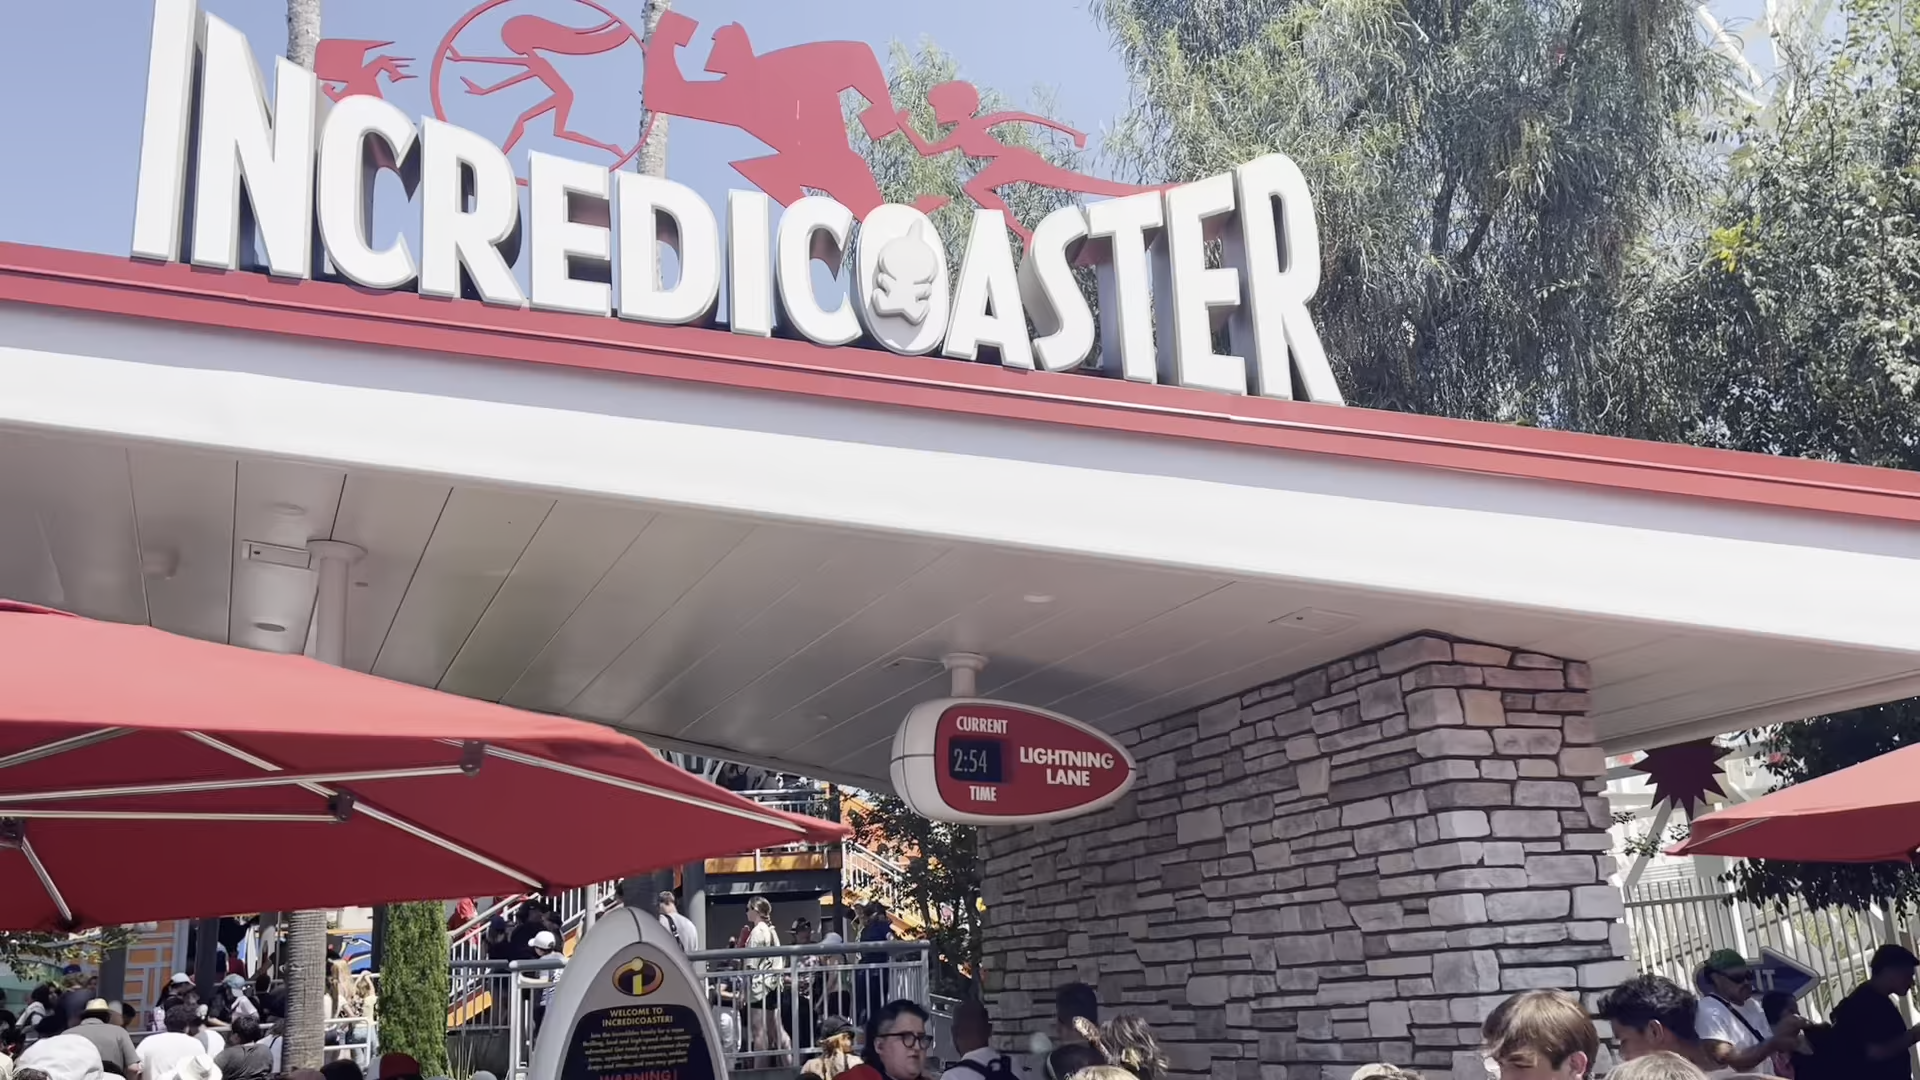 INCREDICOASTER
CURRENT
2:54
TIME
LIGHTNING
LANE
i
WELCOME TO
INCREDICOASTER!
WARNING!